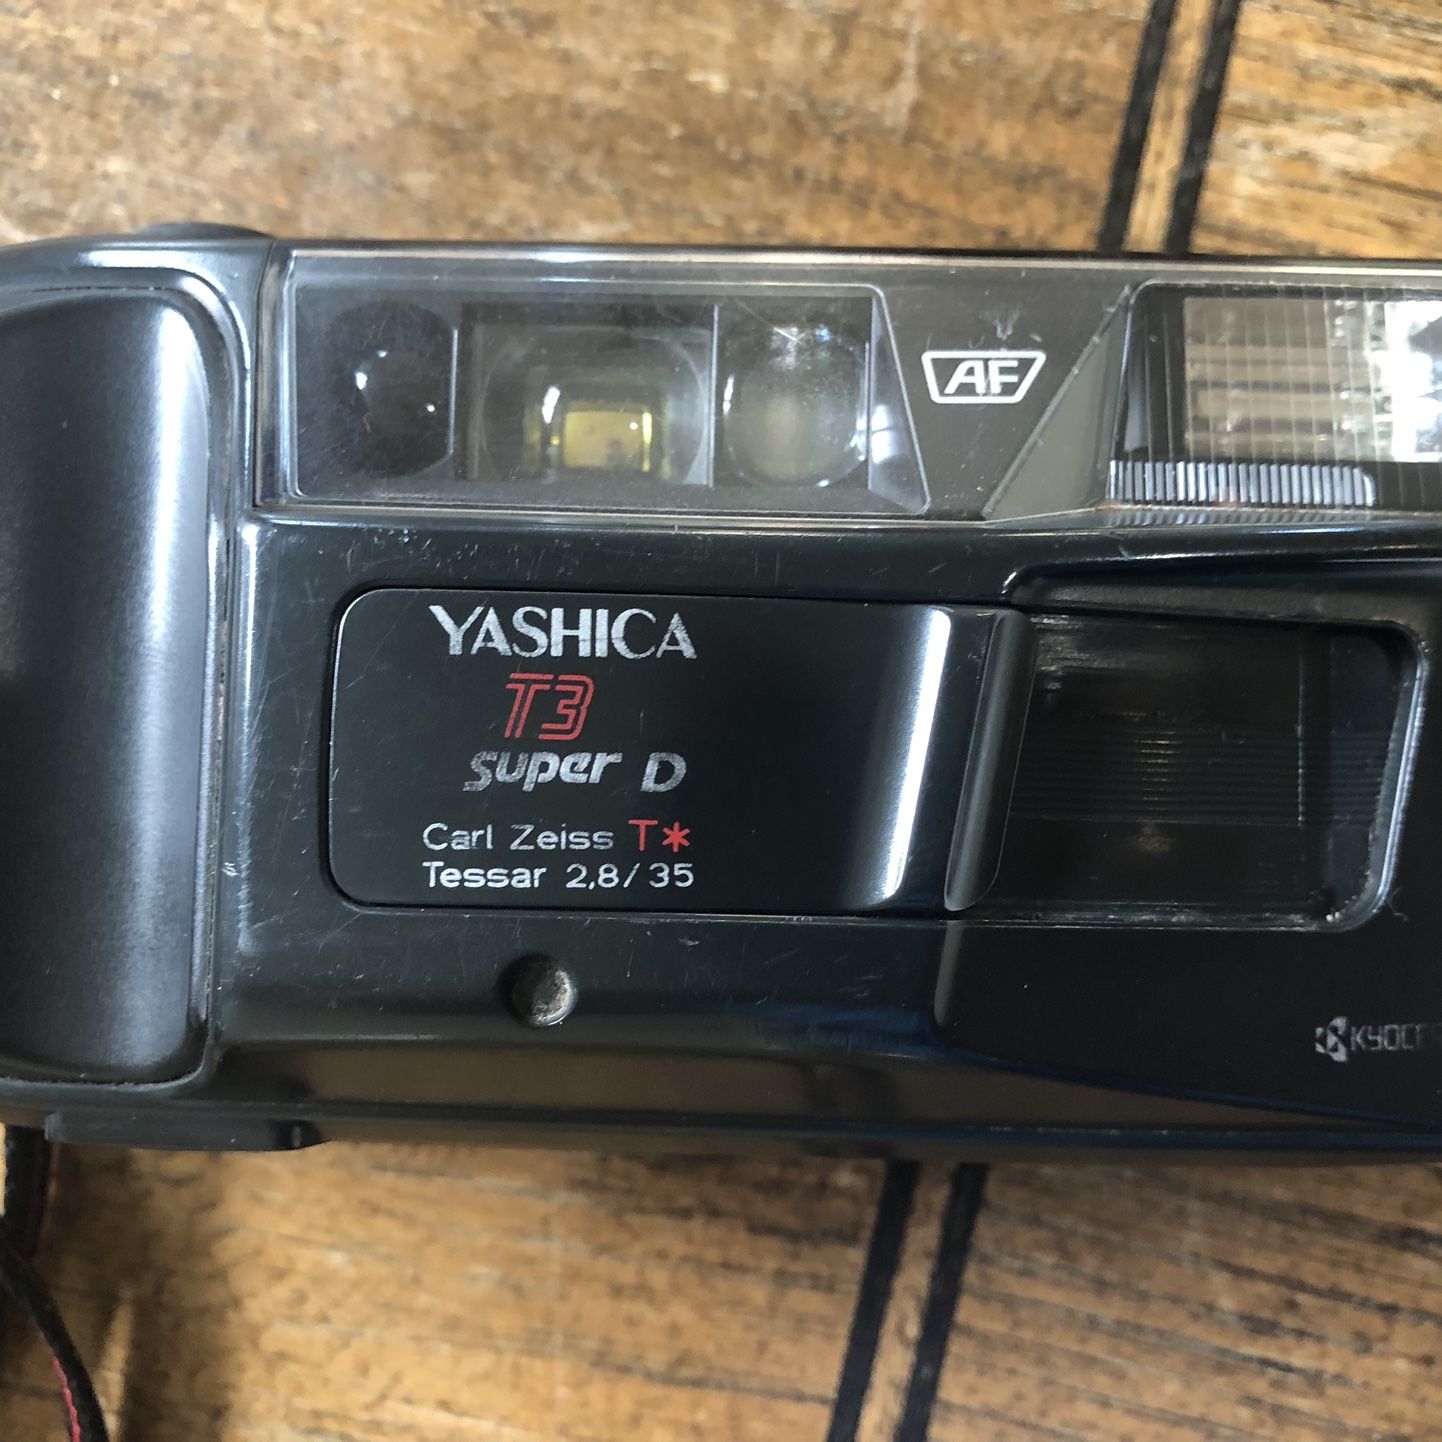 AF
YASHICA
T3
super D
Carl Zeiss T*
Tessar 2,8/35